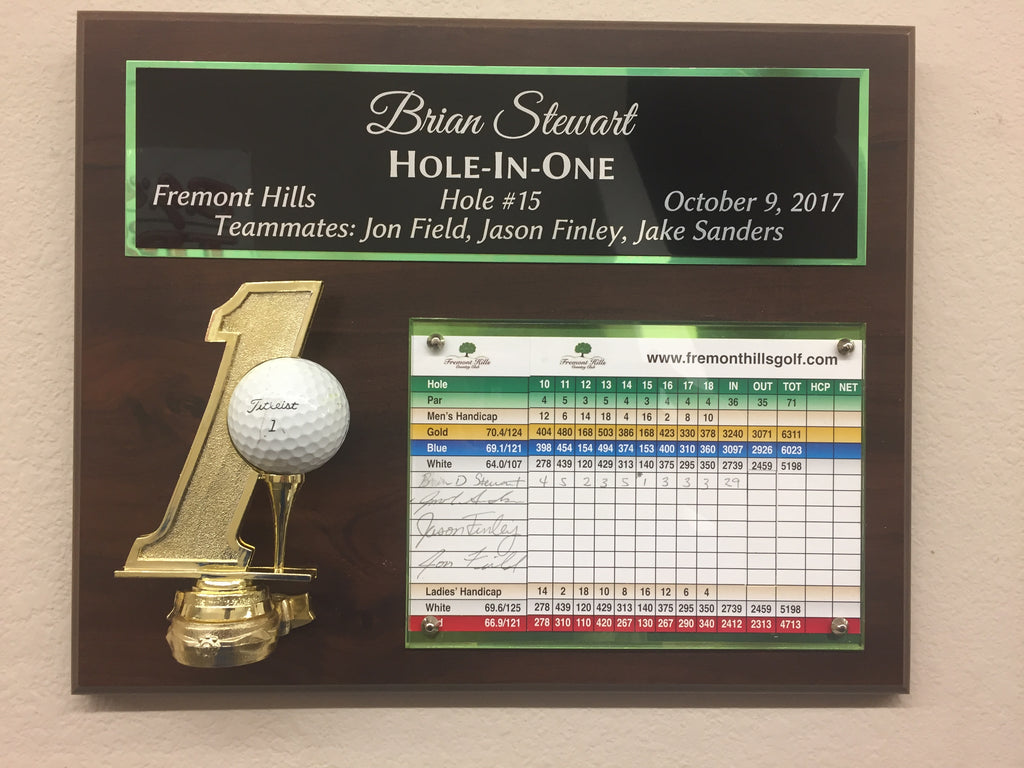 Brian Stewart
HOLE-IN-ONE
Fremont Hills Hole #15 October 9, 2017
Teammates: Jon Field, Jason Finley, Jake Sanders
Titleist
1
Fremont Hills Fremont Hills www.fremonthillsgolf.com
Country Club Country Club
Hole 10 11 12 13 14 15 16 17 18 IN OUT TOT HCP NET
Par 4 5 3 5 4 3 4 4 4 36 35 71
Men's Handicap 12 6 14 18 4 16 2 8 10
Gold 70.4/124 404 480 168 503 386 168 423 330 378 3240 3071 6311
Blue 69.1/121 398 454 154 494 374 153 400 310 360 3097 2926 6023
White 64.0/107 278 439 120 429 313 140 375 295 350 2739 2459 5198
Brian D Stewart 4 5 2 3 5 *1 3 3 3 29
Jason Finley
Jon Field
Ladies' Handicap 14 2 18 10 8 16 12 6 4
White 69.6/125 278 439 120 429 313 140 375 295 350 2739 2459 5198
66.9/121 278 310 110 420 267 130 267 290 340 2412 2313 4713